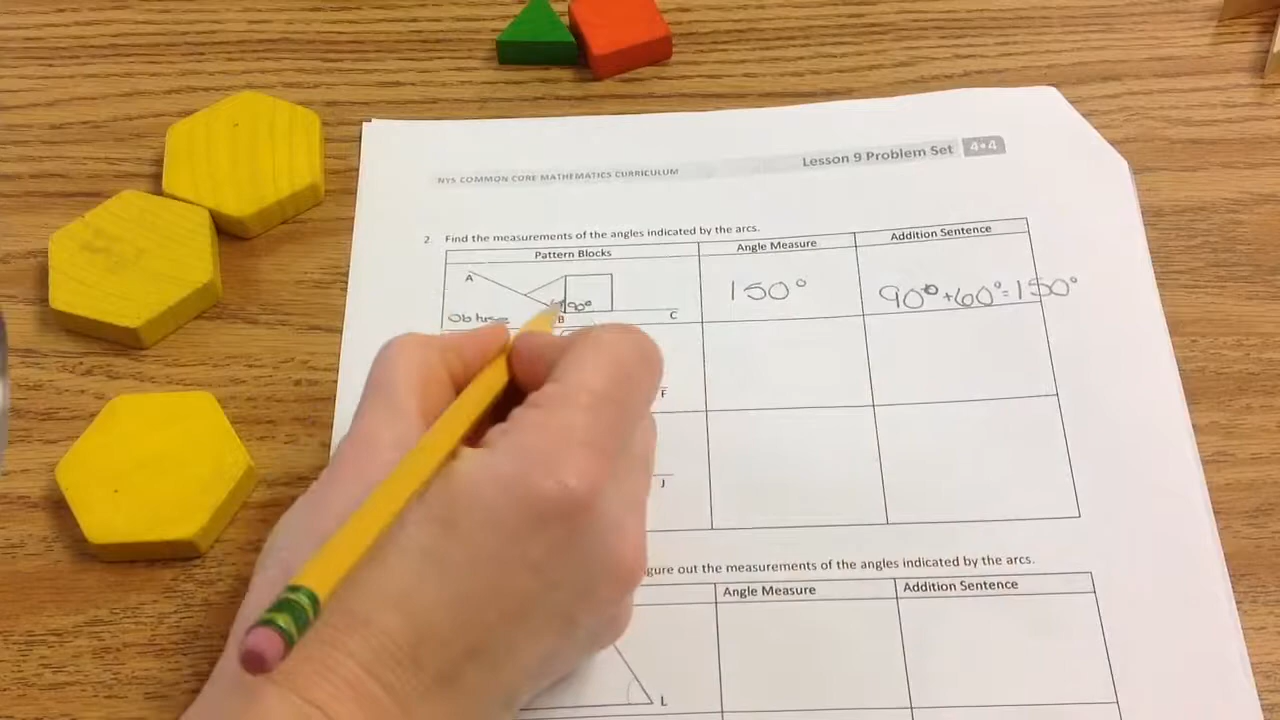 NYS COMMON CORE MATHEMATICS CURRICULUM
Lesson 9 Problem Set 4•4
2. Find the measurements of the angles indicated by the arcs.
Pattern Blocks Angle Measure Addition Sentence
A
90°
B
C
150°
90°+60°=150°
F
J
gure out the measurements of the angles indicated by the arcs.
Angle Measure Addition Sentence
L